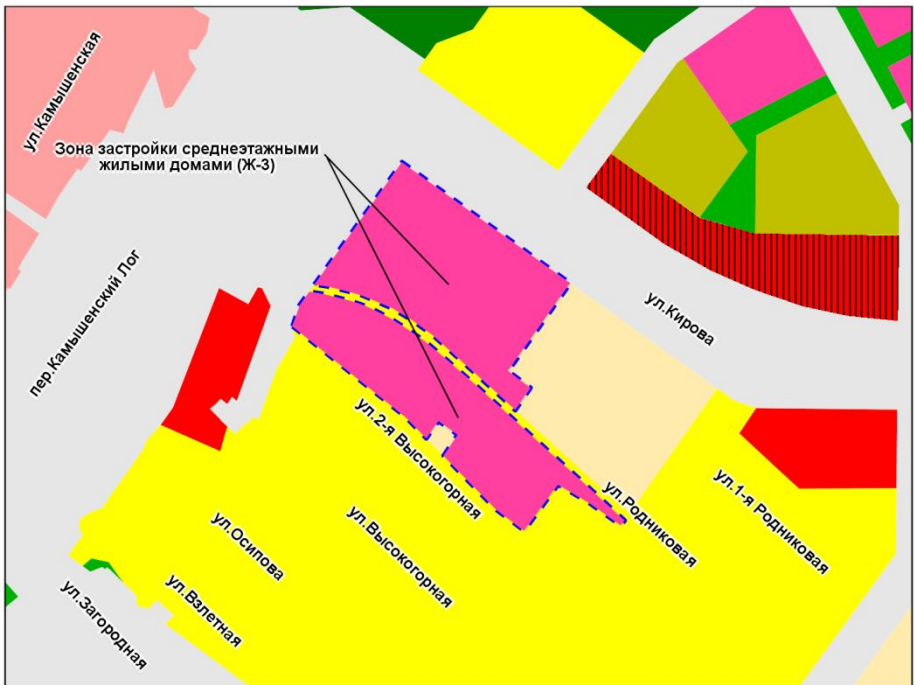 ул.Камышенская
Зона застройки среднеэтажными
жилыми домами (Ж-3)
пер.Камышенский Лог
ул.Кирова
ул.2-я Высокогорная
ул.Родниковая
ул.1-я Родниковая
ул.Осипова
ул.Высокогорная
ул.Взлетная
ул.Загородная